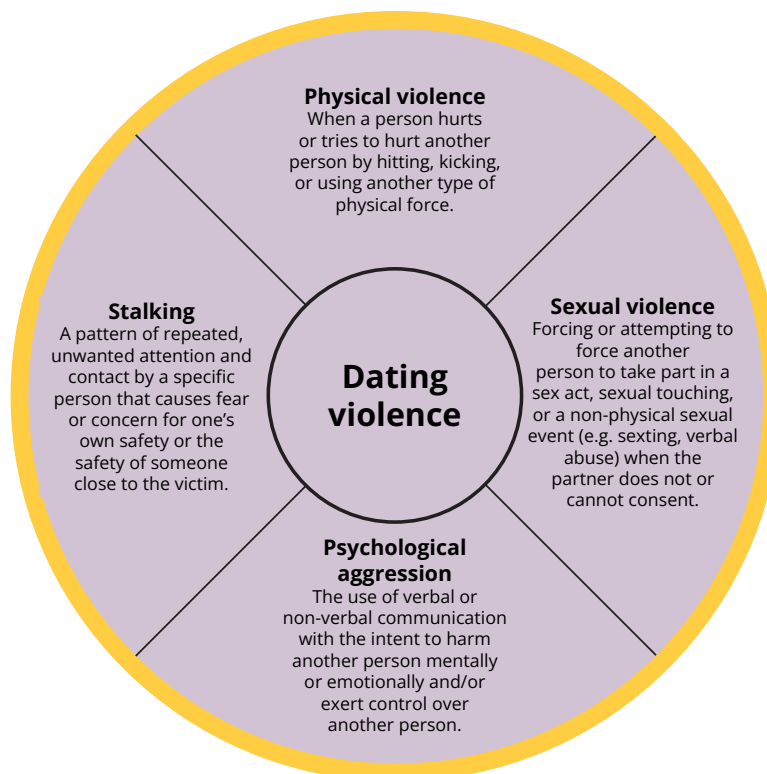 Physical violence
When a person hurts
or tries to hurt another
person by hitting, kicking,
or using another type of
physical force.
Stalking
A pattern of repeated,
unwanted attention and
contact by a specific
person that causes fear
or concern for one’s
own safety or the
safety of someone
close to the victim.
Dating
violence
Sexual violence
Forcing or attempting to
force another
person to take part in a
sex act, sexual touching,
or a non-physical sexual
event (e.g. sexting, verbal
abuse) when the
partner does not or
cannot consent.
Psychological
aggression
The use of verbal or
non-verbal communication
with the intent to harm
another person mentally
or emotionally and/or
exert control over
another person.